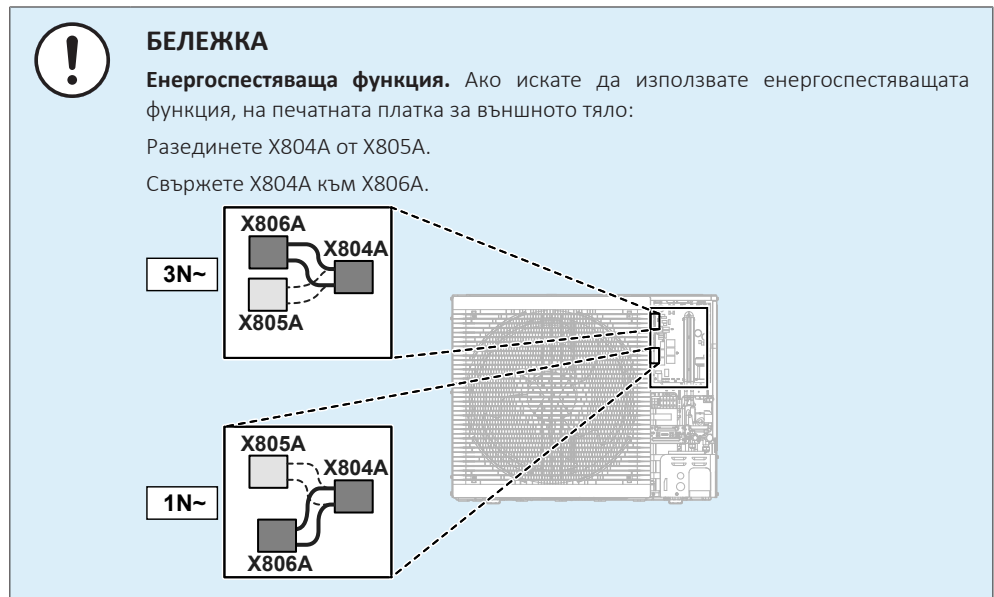 БЕЛЕЖКА
Енергоспестяваща функция. Ако искате да използвате енергоспестяващата
функция, на печатната платка за външното тяло:
Разединете X804A от X805A.
Свържете X804A към X806A.
X806A
X804A
3N~
X805A
X805A
X804A
1N~
X806A